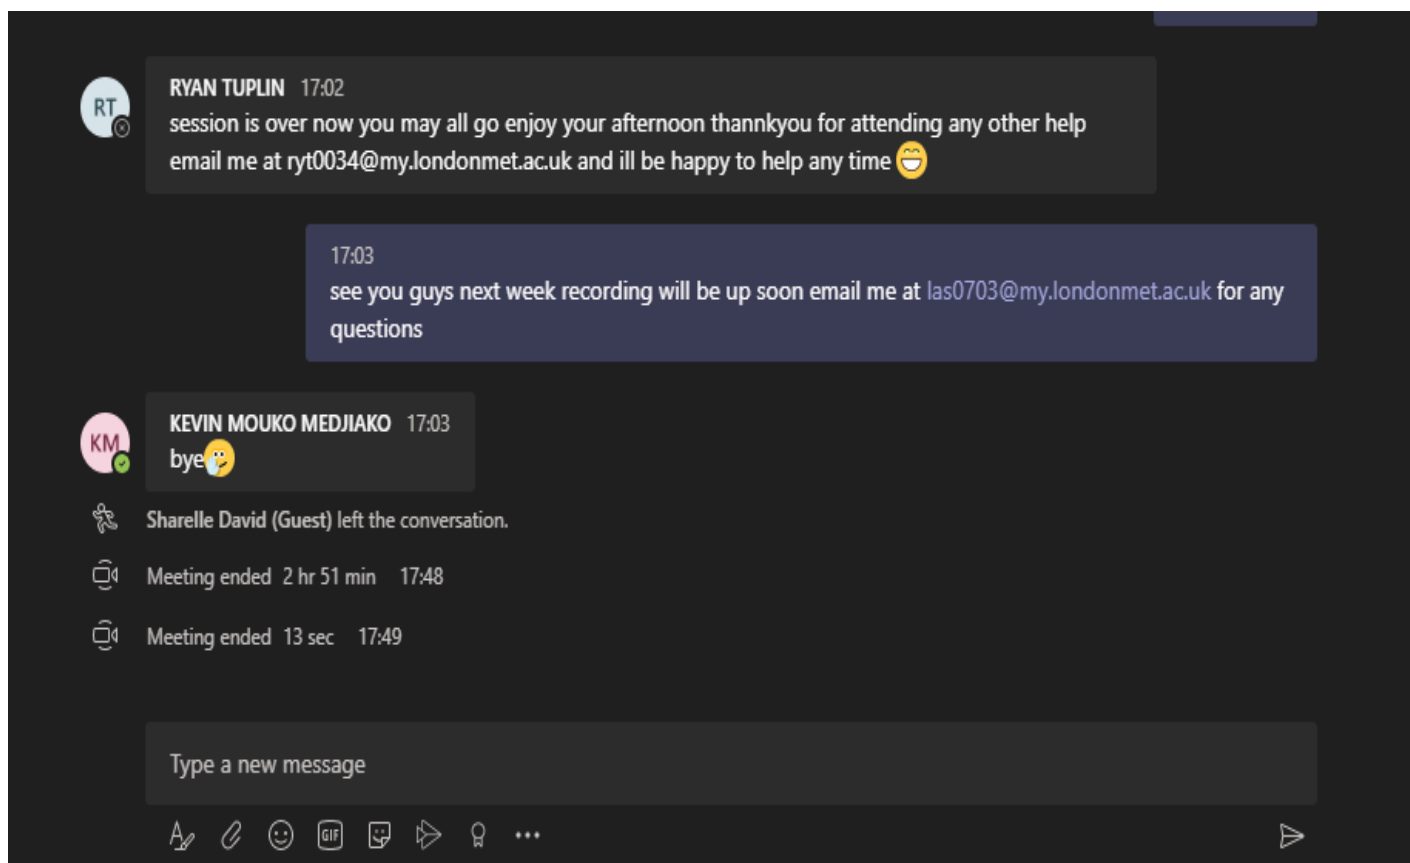 RT
RYAN TUPLIN 17:02
session is over now you may all go enjoy your afternoon thannkyou for attending any other help
email me at ryt0034@my.londonmet.ac.uk and ill be happy to help any time
17:03
see you guys next week recording will be up soon email me at las0703@my.londonmet.ac.uk for any
questions
KM
KEVIN MOUKO MEDJIAKO 17:03
bye
Sharelle David (Guest) left the conversation.
Meeting ended 2 hr 51 min 17:48
Meeting ended 13 sec 17:49
Type a new message
GIF